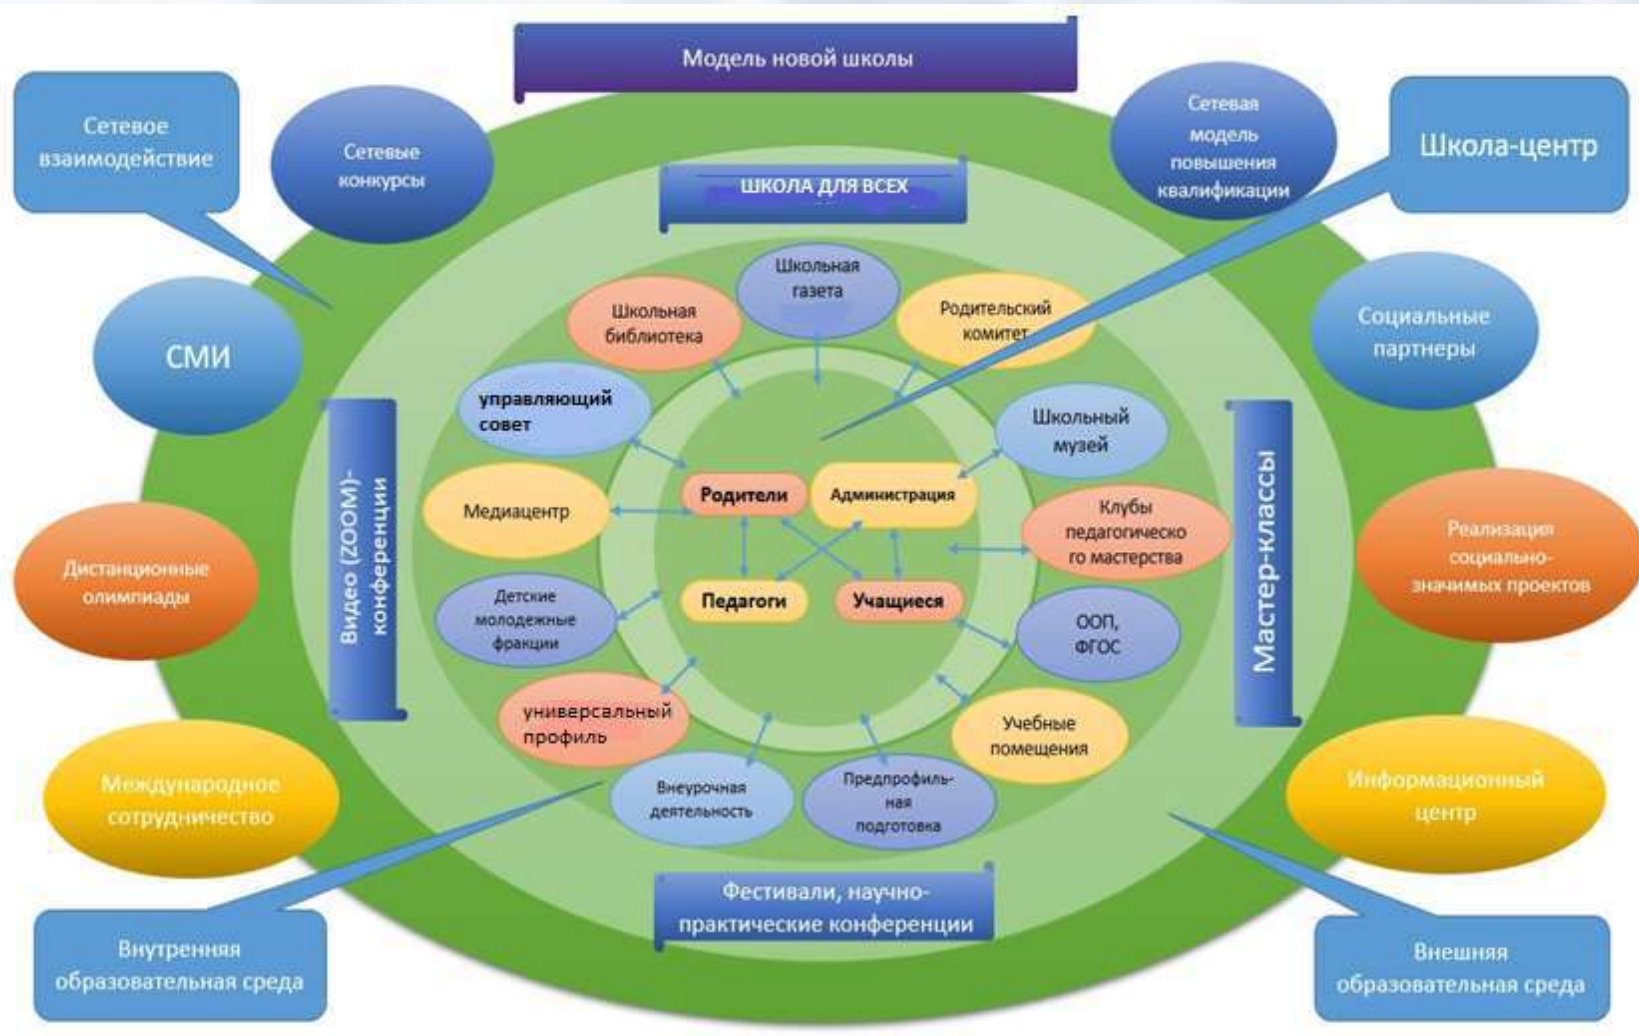 Модель новой школы
Сетевое
взаимодействие
Сетевые
конкурсы
Сетевая
модель
повышения
квалификации
Школа-центр
ШКОЛА ДЛЯ ВСЕХ
Школьная
газета
Школьная
библиотека
Родительский
комитет
СМИ
Социальные
партнеры
управляющий
совет
Школьный
музей
Видео (ZOOM)-
конференции
Мастер-классы
Медиацентр
Родители
Администрация
Клубы
педагогическо
го мастерства
Дистанционные
олимпиады
Реализация
социально-
значимых проектов
Детские
молодежные
фракции
Педагоги
Учащиеся
ООП,
ФГОС
универсальный
профиль
Учебные
помещения
Международное
сотрудничество
Внеурочная
деятельность
Предпрофиль-
ная
подготовка
Информационный
центр
Фестивали, научно-
практические конференции
Внутренняя
образовательная среда
Внешняя
образовательная среда